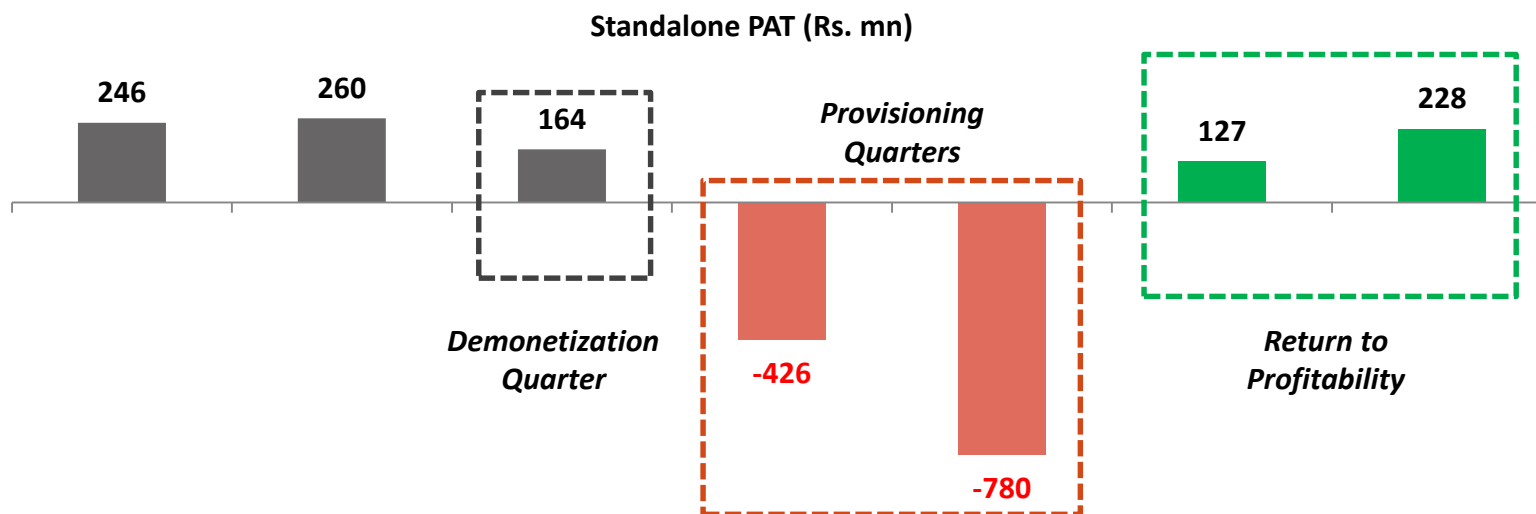 Standalone PAT (Rs. mn)
246
260
164
Provisioning
Quarters
127
228
Demonetization
Quarter
-426
-780
Return to
Profitability